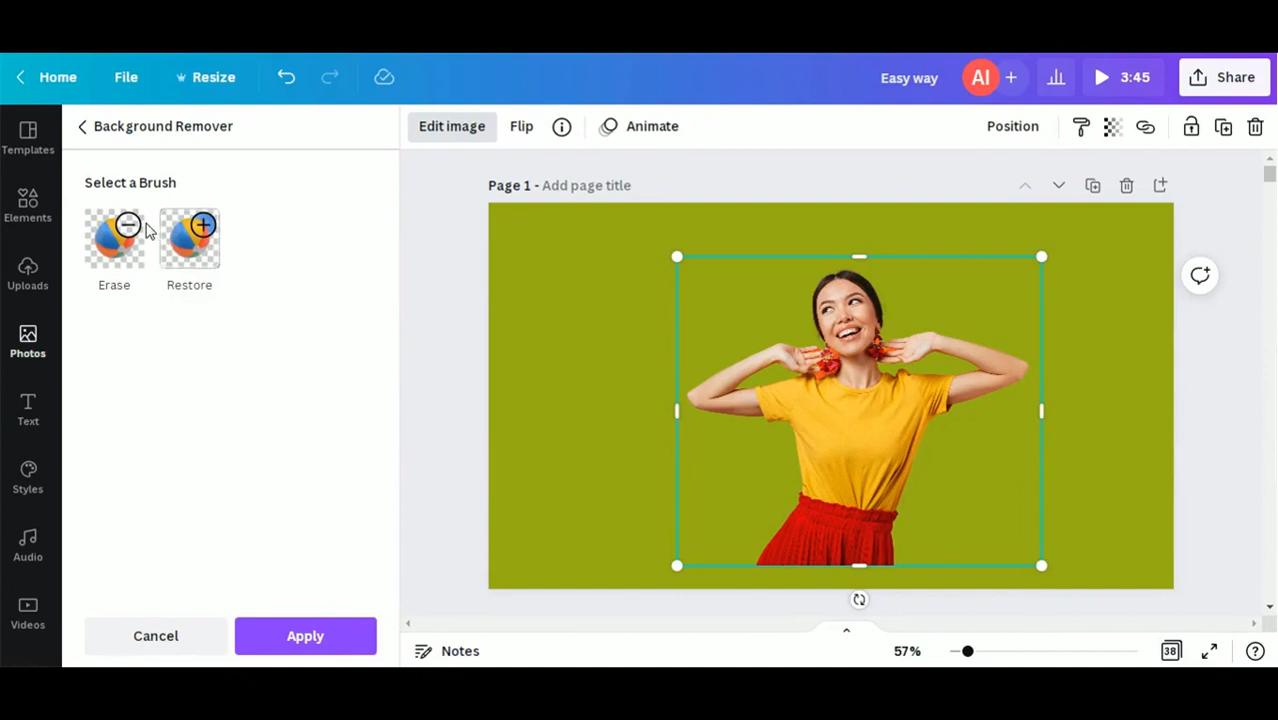 Home File Resize Easy way AI 3:45 Share
Background Remover Edit image Flip Animate Position
Templates
Select a Brush
Page 1 - Add page title
Elements
Uploads
Erase Restore
Photos
Text
Styles
Audio
Videos
Cancel Apply
Notes 57% 38